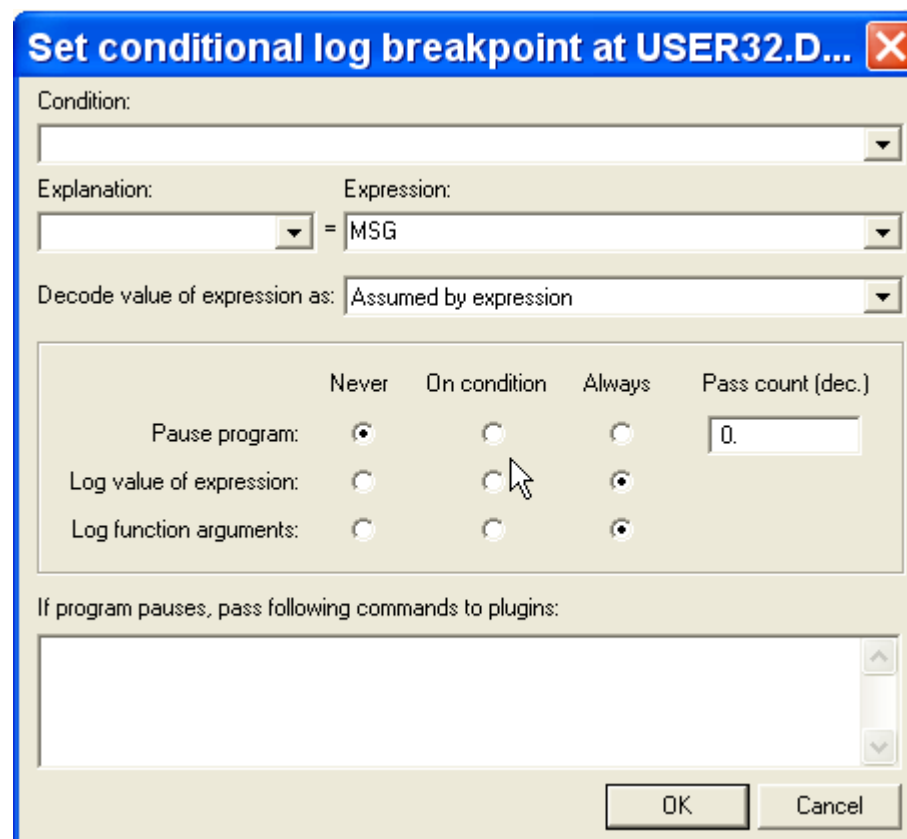 Set conditional log breakpoint at USER32.D...
Condition:
Explanation: Expression:
= MSG
Decode value of expression as: Assumed by expression
Never On condition Always Pass count (dec.)
Pause program: 0.
Log value of expression:
Log function arguments:
If program pauses, pass following commands to plugins:
OK Cancel